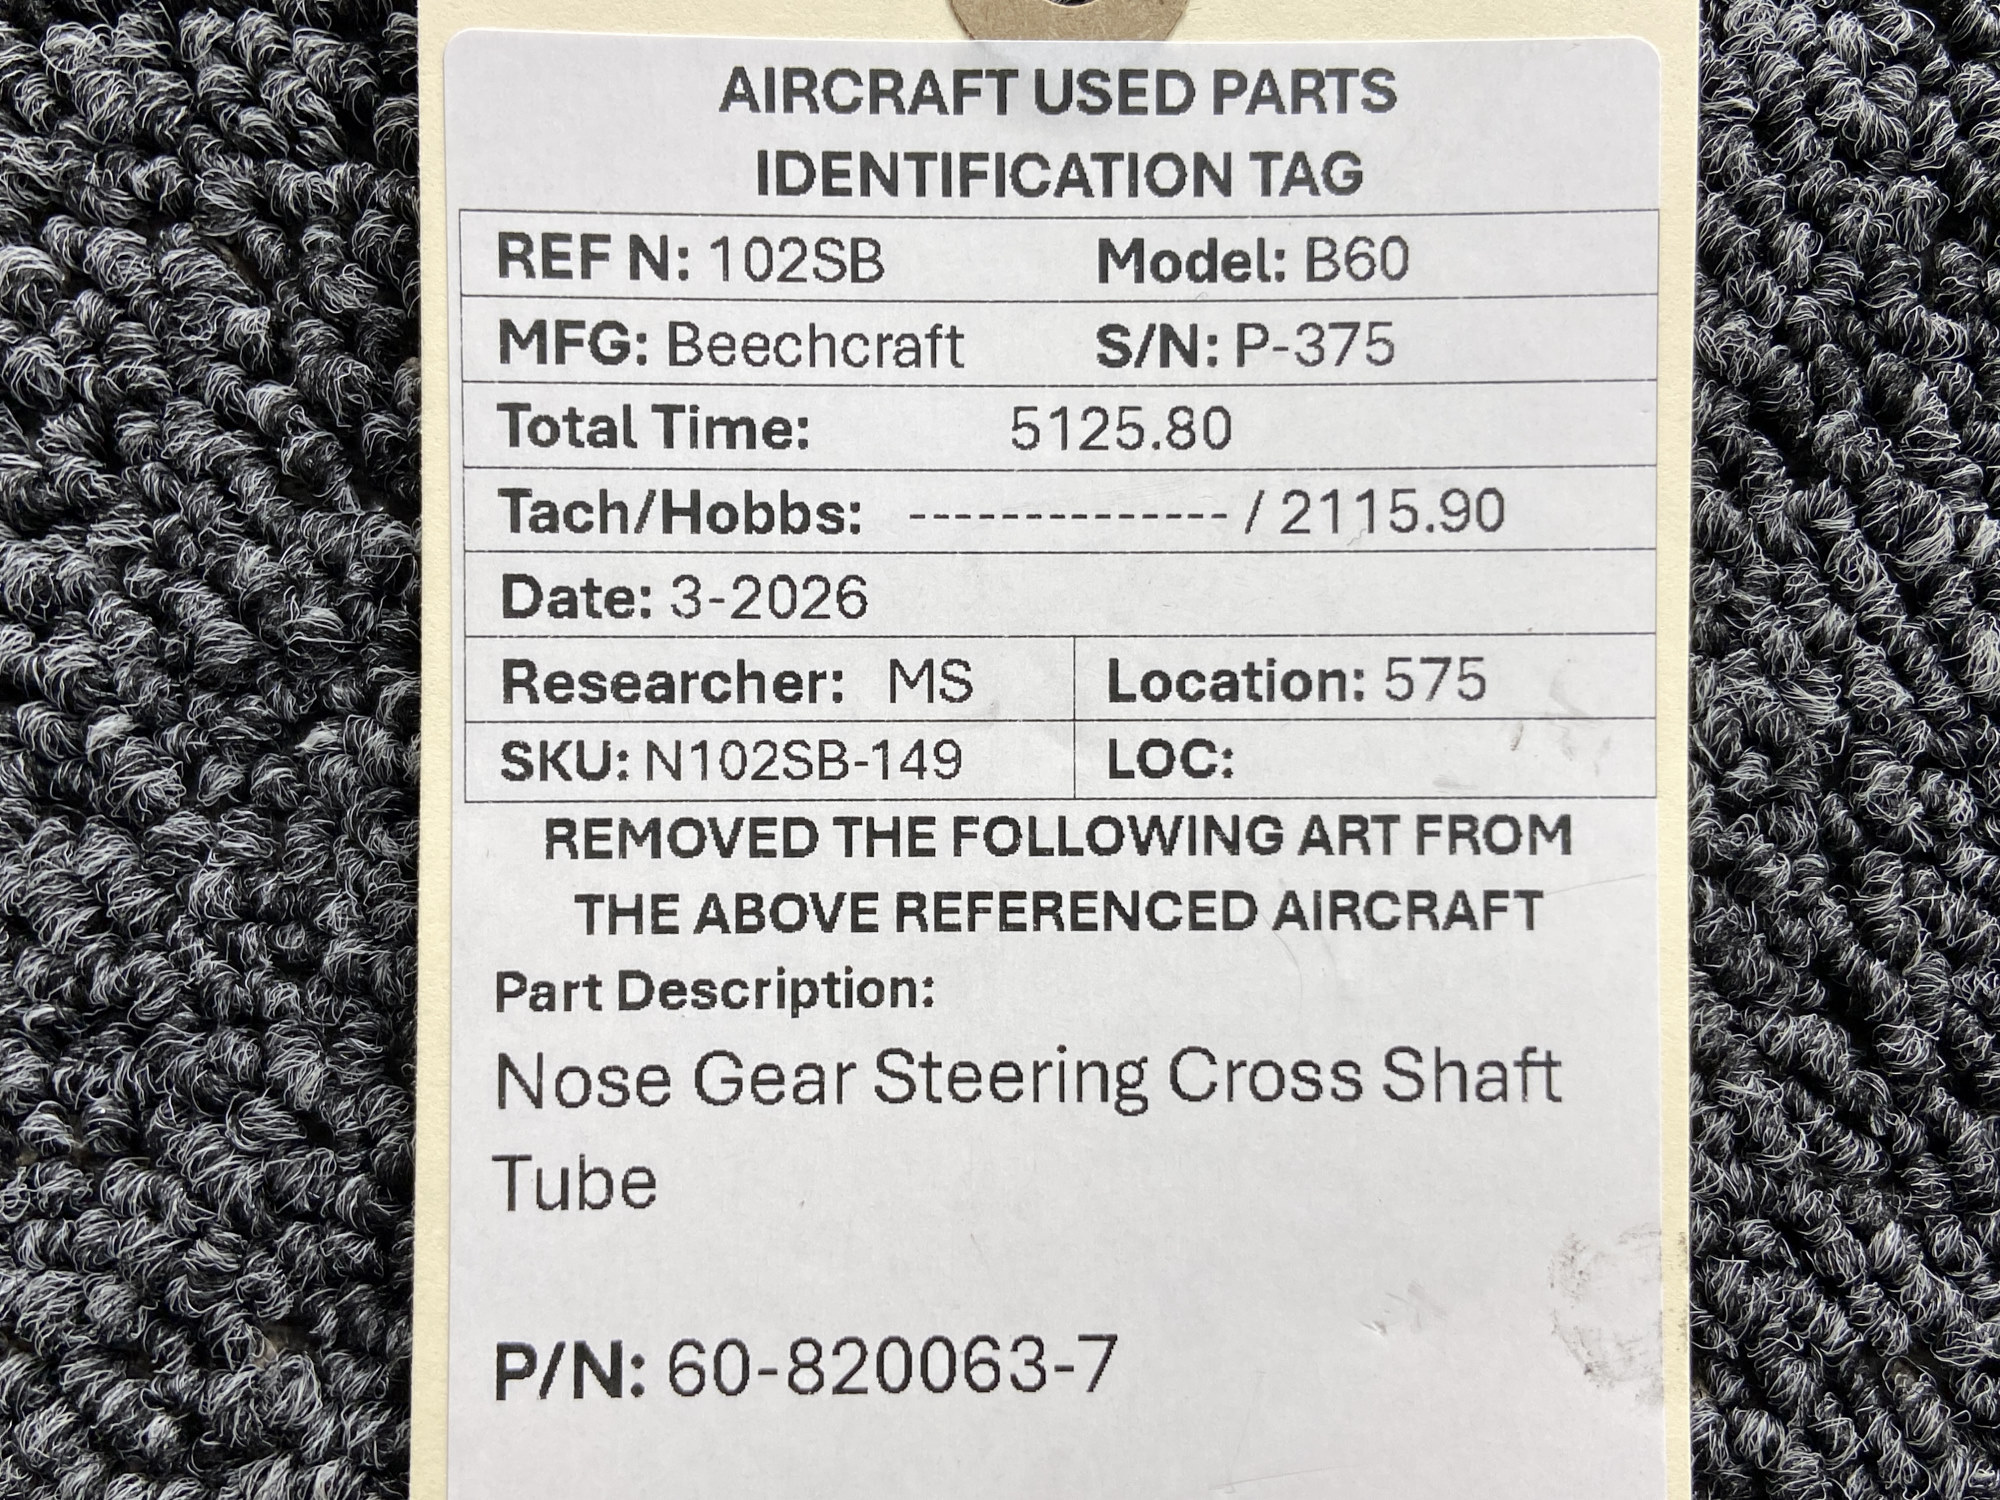 AIRCRAFT USED PARTS
IDENTIFICATION TAG
REF N: 102SB Model: B60
MFG: Beechcraft S/N: P-375
Total Time: 5125.80
Tach/Hobbs: -------------- / 2115.90
Date: 3-2026
Researcher: MS Location: 575
SKU: N102SB-149 LOC:
REMOVED THE FOLLOWING ART FROM
THE ABOVE REFERENCED AIRCRAFT
Part Description:
Nose Gear Steering Cross Shaft
Tube
P/N: 60-820063-7